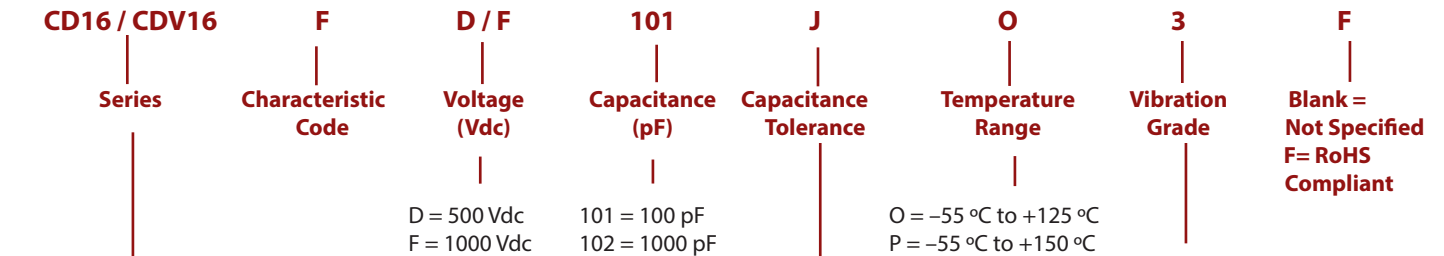 CD16 / CDV16 F D / F 101 J O 3 F
Series Characteristic Voltage Capacitance Capacitance Temperature Vibration Blank =
Code (Vdc) (pF) Tolerance Range Grade Not Specified
F= RoHS
Compliant
D = 500 Vdc 101 = 100 pF O = –55 ºC to +125 ºC
F = 1000 Vdc 102 = 1000 pF P = –55 ºC to +150 ºC